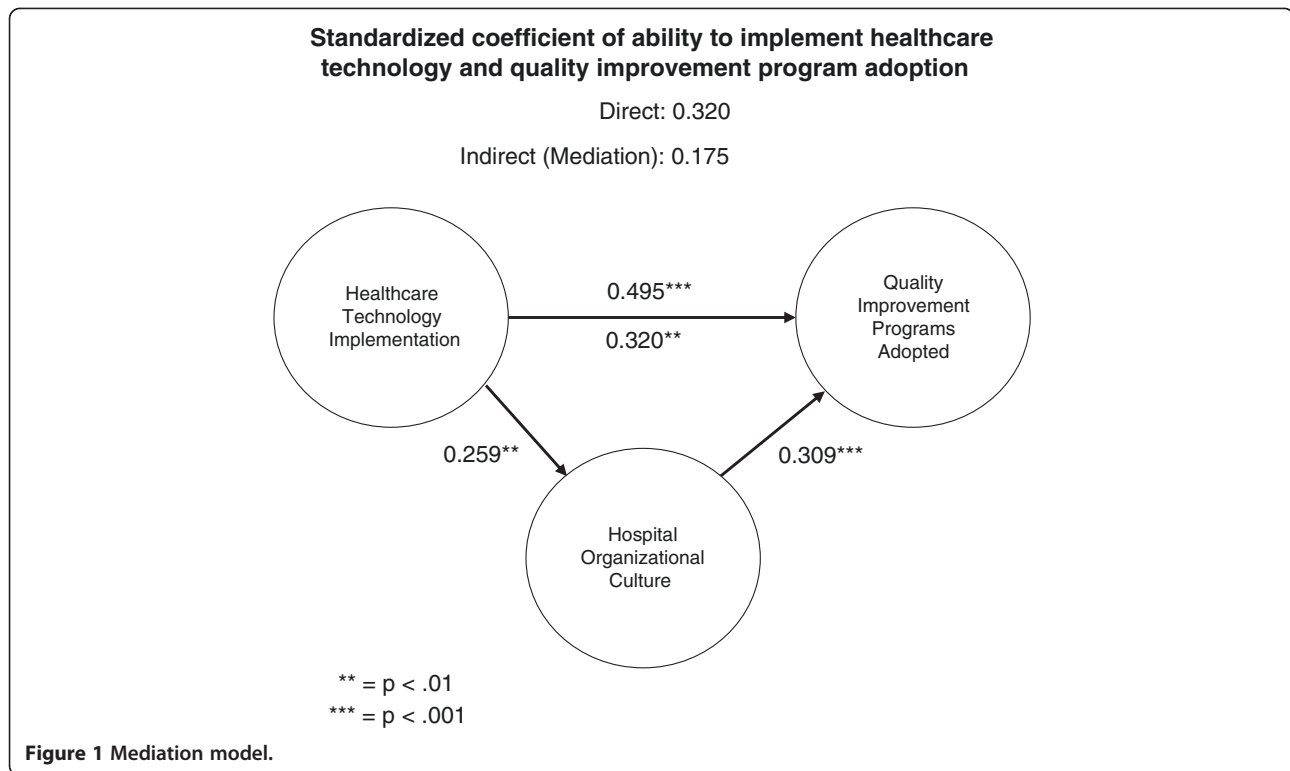 Standardized coefficient of ability to implement healthcare
technology and quality improvement program adoption
Direct: 0.320
Indirect (Mediation): 0.175
Healthcare
Technology
Implementation
0.495***
0.320**
Quality
Improvement
Programs
Adopted
0.259**
0.309***
Hospital
Organizational
Culture
** = p < .01
*** = p < .001
Figure 1 Mediation model.